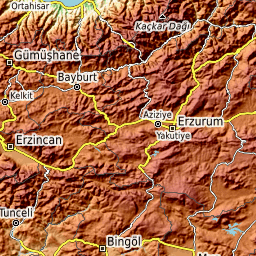 Ortahisar
Kaçkar Dağı
Gümüşhane
Bayburt
Kelkit
Aziziye
Erzurum
Yakutiye
Erzincan
Tunceli
Bingöl